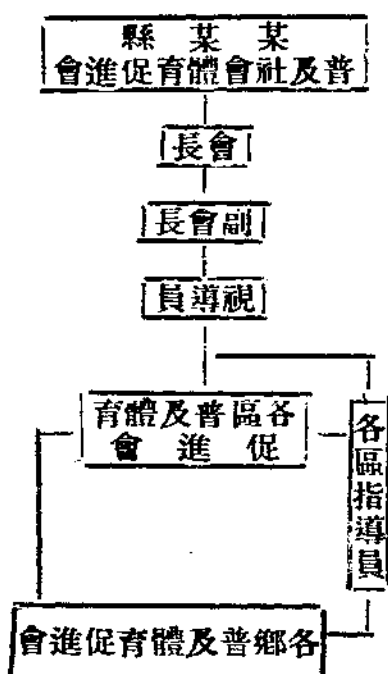 某某縣
普及社會體育促進會
會長
副會長
視導員
各區普及體育
促進會
各區指導員
各鄉普及體育促進會